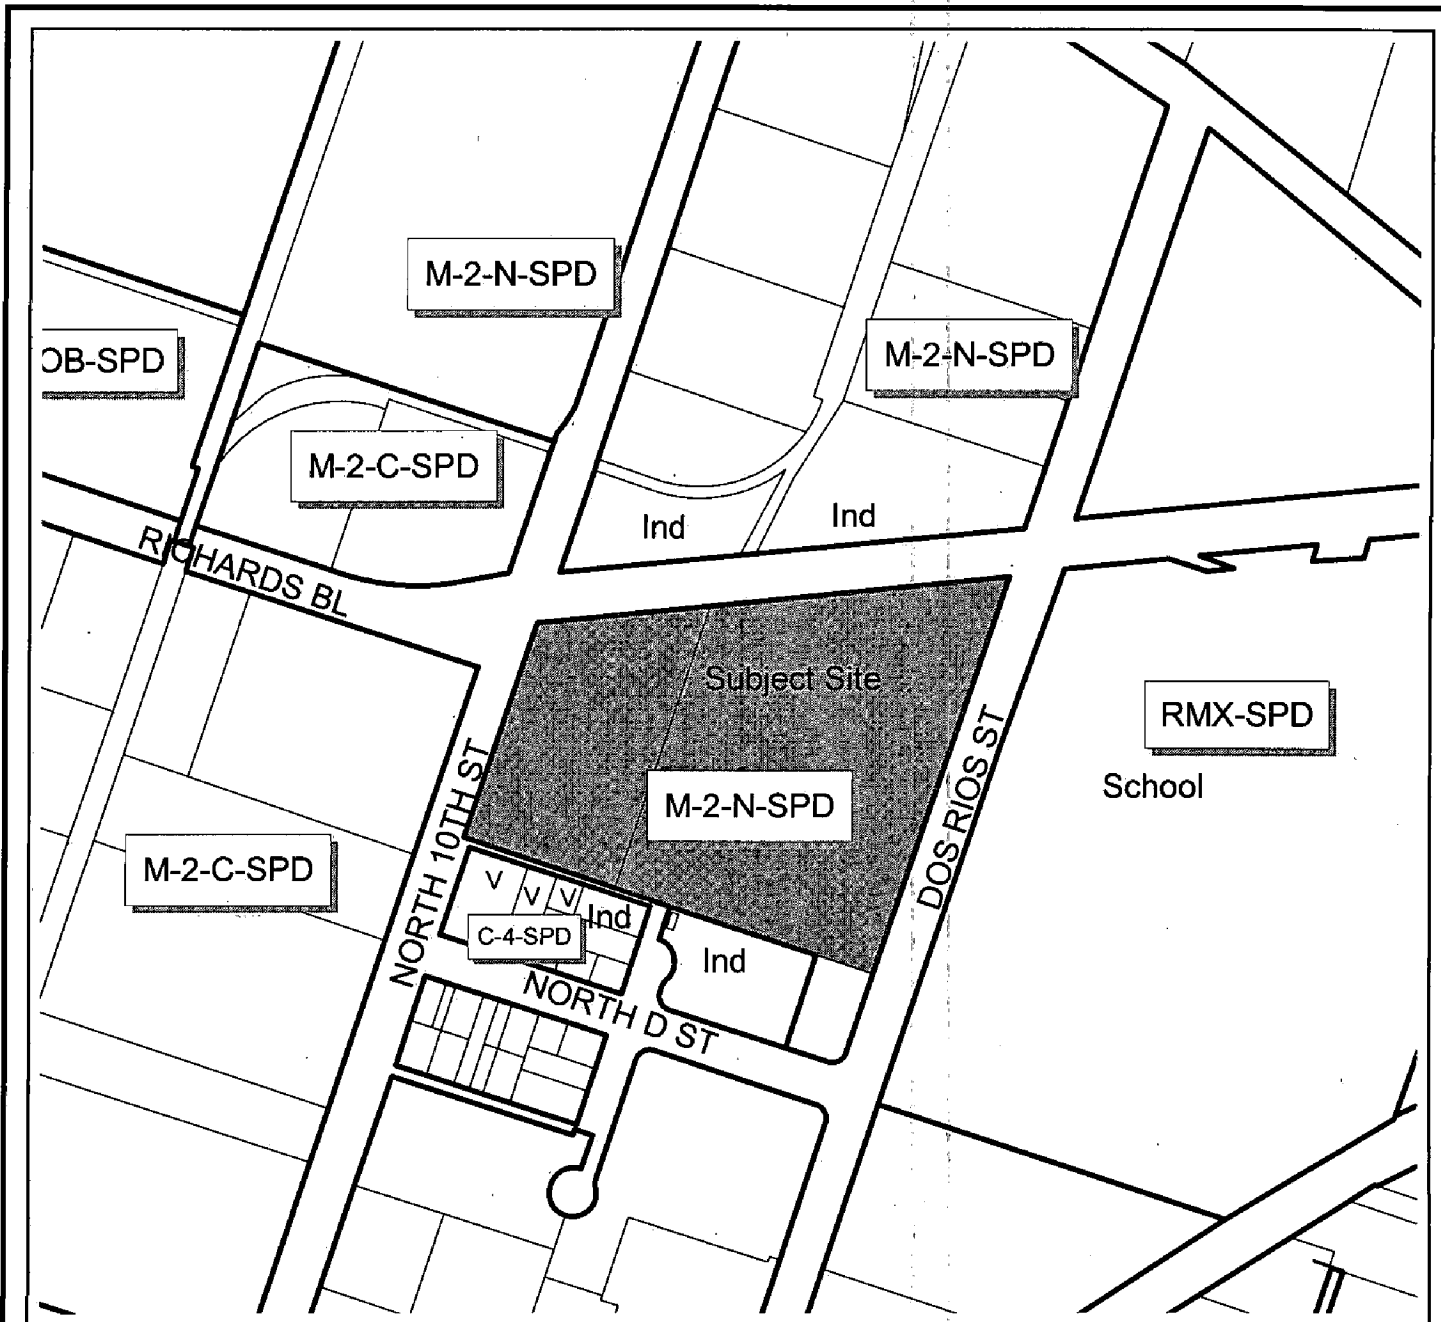 M-2-N-SPD
OB-SPD
M-2-N-SPD
M-2-C-SPD
Ind
Ind
RICHARDS BL
Subject Site
RMX-SPD
School
M-2-N-SPD
NORTH 10TH ST
DOS RIOS ST
M-2-C-SPD
V
V
V
Ind
C-4-SPD
Ind
NORTH D ST